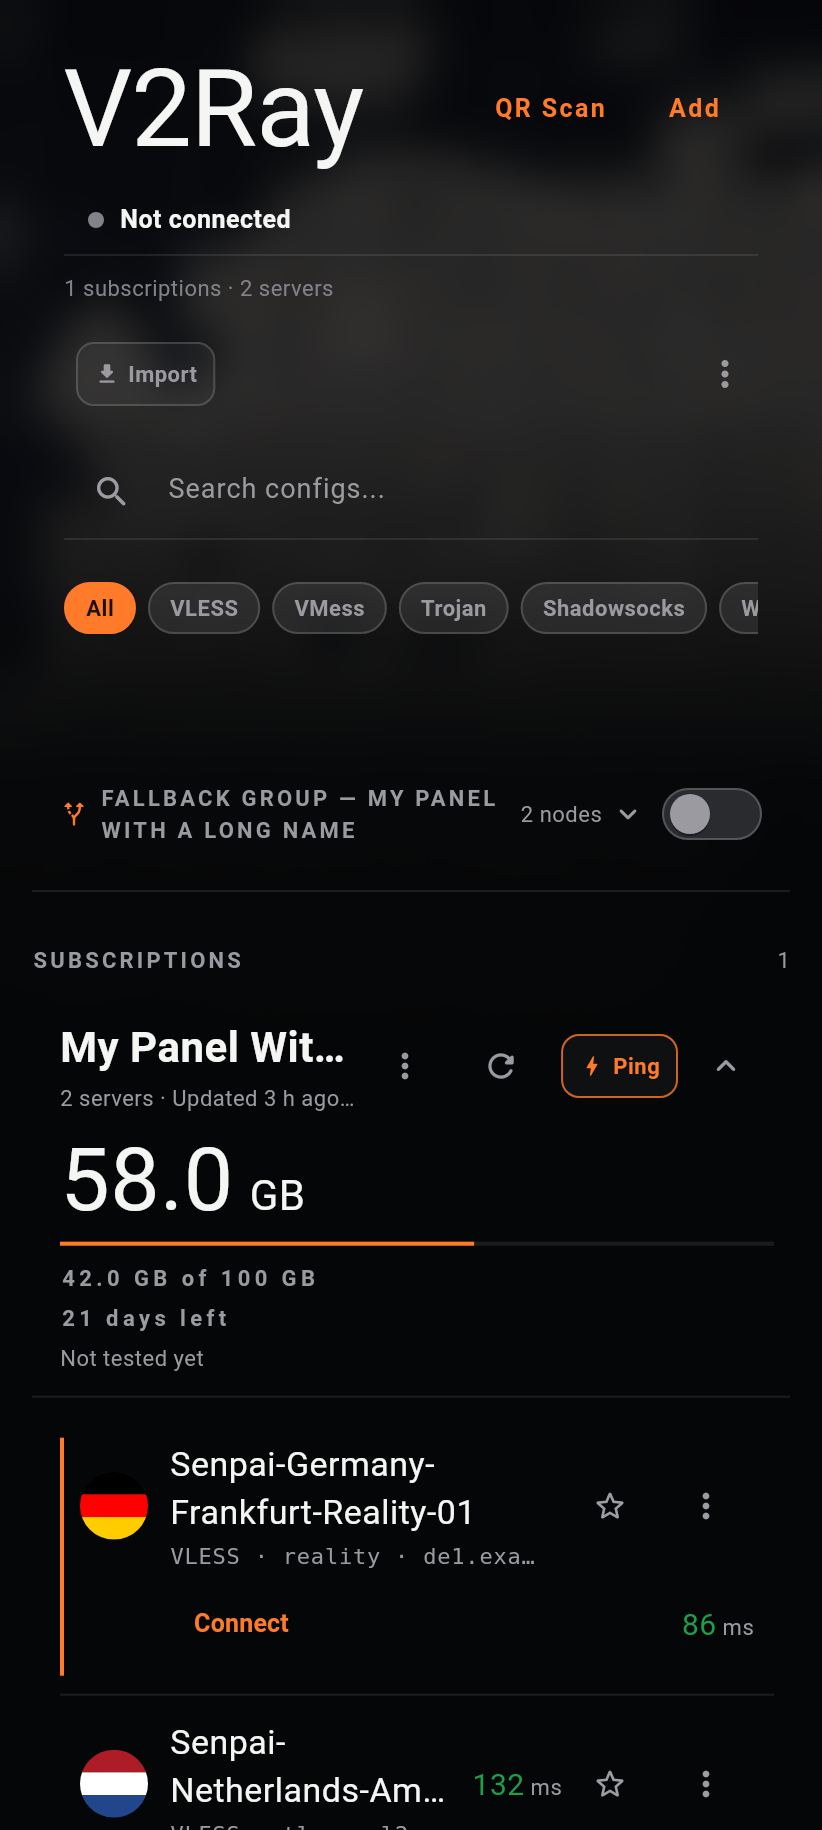 V2Ray
QR Scan
Add
Not connected
1 subscriptions · 2 servers
Import
Search configs...
All
VLESS
VMess
Trojan
Shadowsocks
FALLBACK GROUP — MY PANEL
WITH A LONG NAME
2 nodes
SUBSCRIPTIONS
1
My Panel Wit…
2 servers · Updated 3 h ago…
Ping
58.0 GB
42.0 GB of 100 GB
21 days left
Not tested yet
Senpai-Germany-
Frankfurt-Reality-01
VLESS · reality · de1.exa…
Connect
86 ms
Senpai-
Netherlands-Am…
132 ms